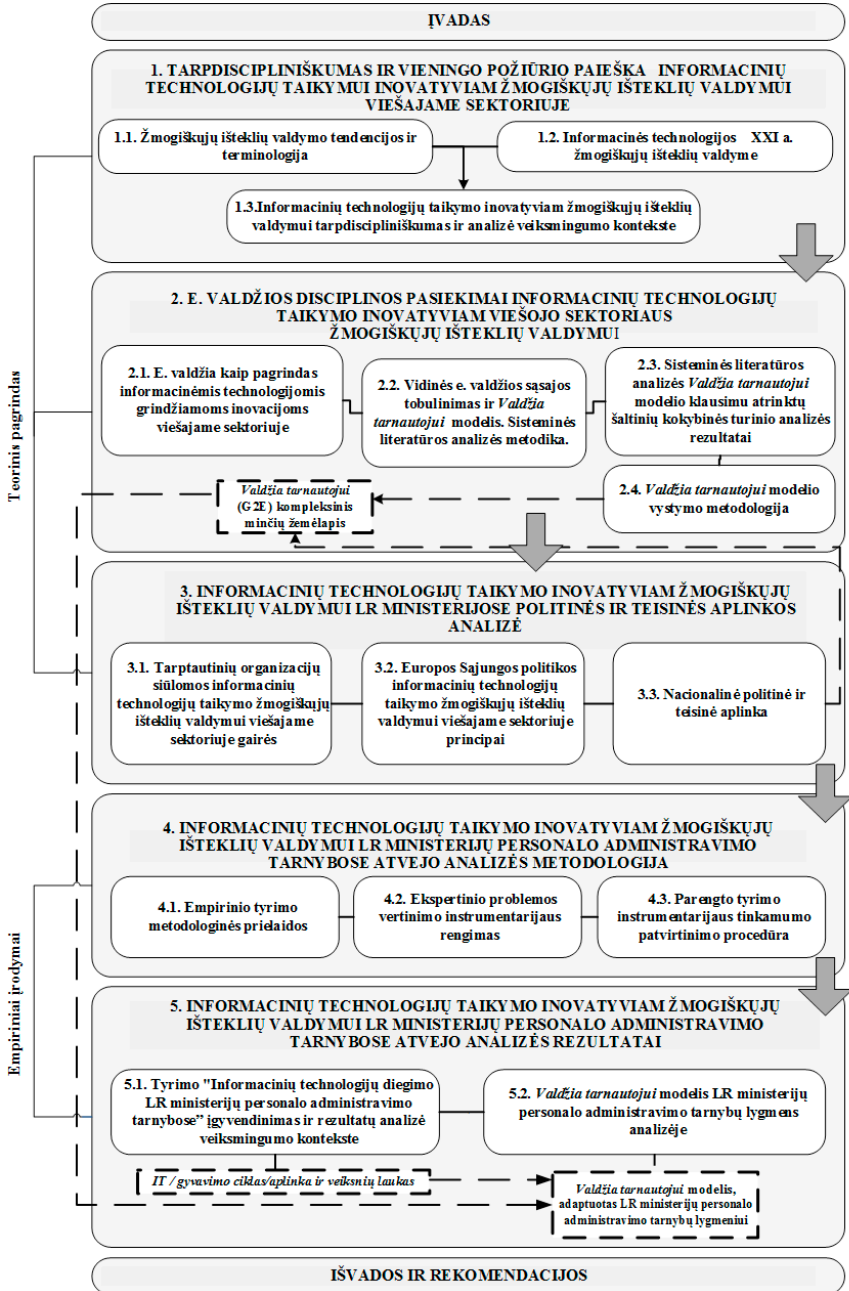 ĮVADAS
1. TARPDISCIPLINIŠKUMAS IR VIENINGO POŽIŪRIO PAIEŠKA INFORMACINIŲ
TECHNOLOGIJŲ TAIKYMUI INOVATYVIAM ŽMOGIŠKŲJŲ IŠTEKLIŲ VALDYMUI
VIEŠAJAME SEKTORIUJE
1.1. Žmogiškųjų išteklių valdymo tendencijos ir
terminologija
1.2. Informacinės technologijos XXI a.
žmogiškųjų išteklių valdyme
1.3.Informacinių technologijų taikymo inovatyviam žmogiškųjų išteklių
valdymui tarpdiscipliniškumas ir analizė veiksmingumo kontekste
Teorinis pagrindas
2. E. VALDŽIOS DISCIPLINOS PASIEKIMAI INFORMACINIŲ TECHNOLOGIJŲ
TAIKYMO INOVATYVIAM VIEŠOJO SEKTORIAUS
ŽMOGIŠKŲJŲ IŠTEKLIŲ VALDYMUI
2.1. E. valdžia kaip pagrindas
informacinėmis technologijomis
grindžiamoms inovacijoms
viešajame sektoriuje
2.2. Vidinės e. valdžios sąsajos
tobulinimas ir Valdžia
tarnautojui modelis. Sisteminės
literatūros analizės metodika.
2.3. Sisteminės literatūros
analizės Valdžia tarnautojui
modelio klausimu atrinktų
šaltinių kokybinės turinio analizės
rezultatai
2.4. Valdžia tarnautojui modelio
vystymo metodologija
Valdžia tarnautojui
(G2E) kompleksinis
minčių žemėlapis
3. INFORMACINIŲ TECHNOLOGIJŲ TAIKYMO INOVATYVIAM ŽMOGIŠKŲJŲ
IŠTEKLIŲ VALDYMUI LR MINISTERIJOSE POLITINĖS IR TEISINĖS APLINKOS
ANALIZĖ
3.1. Tarptautinių organizacijų
siūlomos informacinių
technologijų taikymo žmogiškųjų
išteklių valdymui viešajame
sektoriuje gairės
3.2. Europos Sąjungos politikos
informacinių technologijų
taikymo žmogiškųjų išteklių
valdymui viešajame sektoriuje
principai
3.3. Nacionalinė politinė ir
teisinė aplinka
Empiriniai įrodymai
4. INFORMACINIŲ TECHNOLOGIJŲ TAIKYMO INOVATYVIAM ŽMOGIŠKŲJŲ
IŠTEKLIŲ VALDYMUI LR MINISTERIJŲ PERSONALO ADMINISTRAVIMO
TARNYBOSE ATVEJO ANALIZĖS METODOLOGIJA
4.1. Empirinio tyrimo
metodologinės prielaidos
4.2. Ekspertinio problemos
vertinimo instrumentarijaus
rengimas
4.3. Parengto tyrimo
instrumentarijaus tinkamumo
patvirtinimo procedūra
5. INFORMACINIŲ TECHNOLOGIJŲ TAIKYMO INOVATYVIAM ŽMOGIŠKŲJŲ
IŠTEKLIŲ VALDYMUI LR MINISTERIJŲ PERSONALO ADMINISTRAVIMO
TARNYBOSE ATVEJO ANALIZĖS REZULTATAI
5.1. Tyrimo "Informacinių technologijų diegimo
LR ministerijų personalo administravimo
tarnybose” įgyvendinimas ir rezultatų analizė
veiksmingumo kontekste
5.2. Valdžia tarnautojui modelis LR ministerijų
personalo administravimo tarnybų lygmens
analizėje
IT / gyvavimo ciklas/aplinka ir veiksnių laukas
Valdžia tarnautojui modelis,
adaptuotas LR ministerijų personalo
administravimo tarnybų lygmeniui
IŠVADOS IR REKOMENDACIJOS